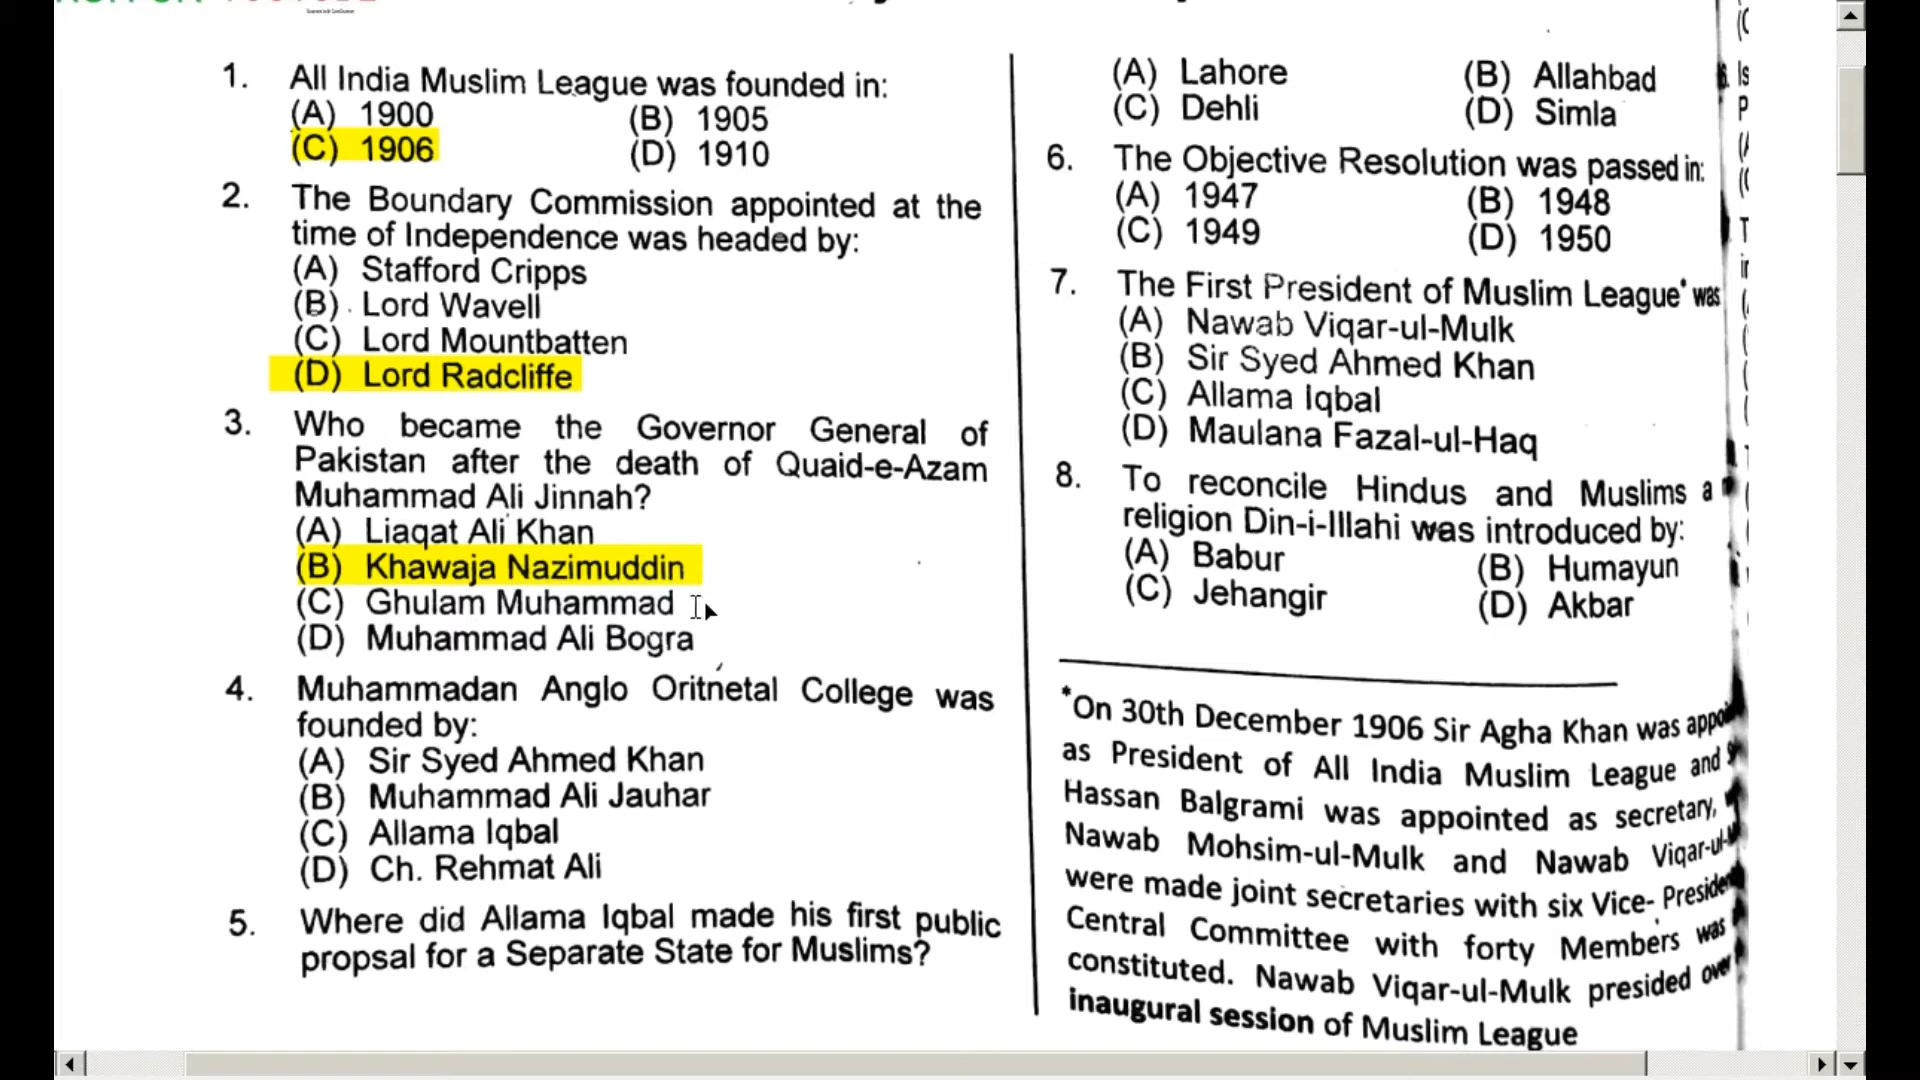 1. All India Muslim League was founded in:
(A) 1900 (B) 1905
(C) 1906 (D) 1910
2. The Boundary Commission appointed at the
time of Independence was headed by:
(A) Stafford Cripps
(B) Lord Wavell
(C) Lord Mountbatten
(D) Lord Radcliffe
3. Who became the Governor General of
Pakistan after the death of Quaid-e-Azam
Muhammad Ali Jinnah?
(A) Liaqat Ali Khan
(B) Khawaja Nazimuddin
(C) Ghulam Muhammad
(D) Muhammad Ali Bogra
4. Muhammadan Anglo Oritnetal College was
founded by:
(A) Sir Syed Ahmed Khan
(B) Muhammad Ali Jauhar
(C) Allama Iqbal
(D) Ch. Rehmat Ali
5. Where did Allama Iqbal made his first public
propsal for a Separate State for Muslims?
(A) Lahore (B) Allahbad
(C) Dehli (D) Simla
6. The Objective Resolution was passed in:
(A) 1947 (B) 1948
(C) 1949 (D) 1950
7. The First President of Muslim League* was
(A) Nawab Viqar-ul-Mulk
(B) Sir Syed Ahmed Khan
(C) Allama Iqbal
(D) Maulana Fazal-ul-Haq
8. To reconcile Hindus and Muslims a
religion Din-i-Illahi was introduced by:
(A) Babur (B) Humayun
(C) Jehangir (D) Akbar
*On 30th December 1906 Sir Agha Khan was
as President of All India Muslim League and
Hassan Balgrami was appointed as secretary,
Nawab Mohsim-ul-Mulk and Nawab
were made joint secretaries with six Vice-
Central Committee with forty Members was
constituted. Nawab Viqar-ul-Mulk presided over
inaugural session of Muslim League